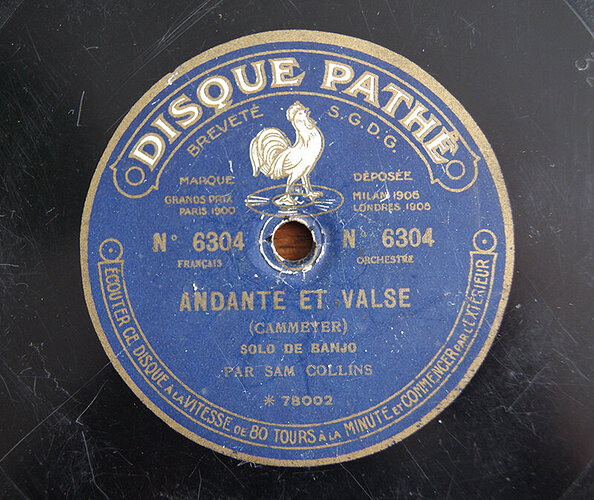 DISQUE PATHÉ
BREVETÉ S.G.D.G.
MARQUE DÉPOSÉE
GRANDS PRIX
PARIS, 1900
MILAN 1906
LONDRES, 1908
N° 6304 N° 6304
FRANÇAIS ORCHESTRE
ANDANTE ET VALSE
(CAMMEYER)
SOLO DE BANJO
PAR SAM COLLINS
* 78002
ECOUTER CE DISQUE À LA VITESSE DE 80 TOURS À LA MINUTE ET COMMENCER PAR L'EXTÉRIEUR